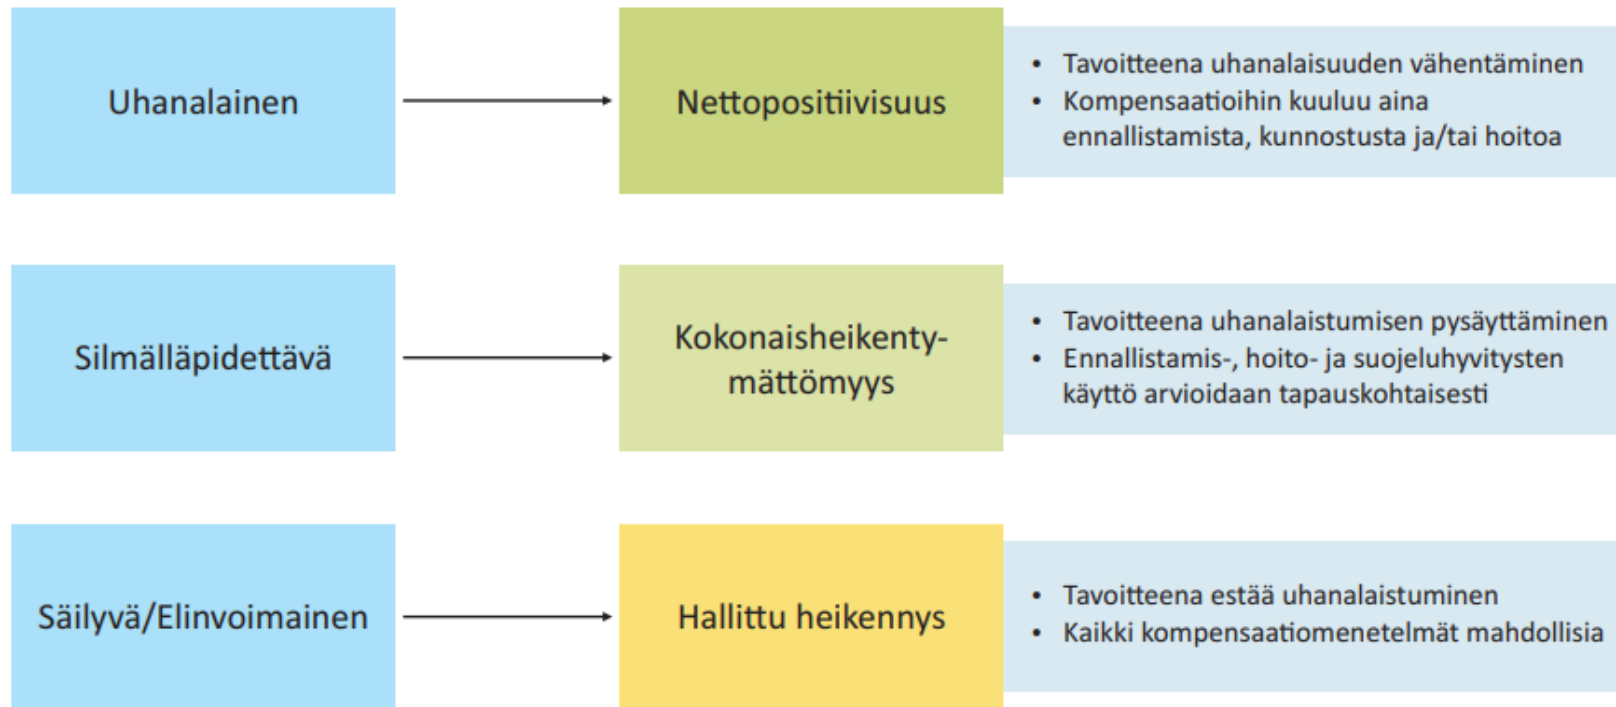 Uhanalainen
Nettopositiivisuus
• Tavoitteena uhanalaisuuden vähentäminen
• Kompensaatioihin kuuluu aina
ennallistamista, kunnostusta ja/tai hoitoa
Silmälläpidettävä
Kokonaisheikenty-
mättömyys
• Tavoitteena uhanalaistumisen pysäyttäminen
• Ennallistamis-, hoito- ja suojeluhyvitysten
käyttö arvioidaan tapauskohtaisesti
Säilyvä/Elinvoimainen
Hallittu heikennys
• Tavoitteena estää uhanalaistuminen
• Kaikki kompensaatiomenetelmät mahdollisia